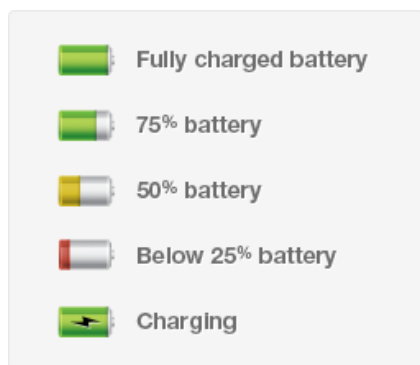 Fully charged battery
75% battery
50% battery
Below 25% battery
Charging